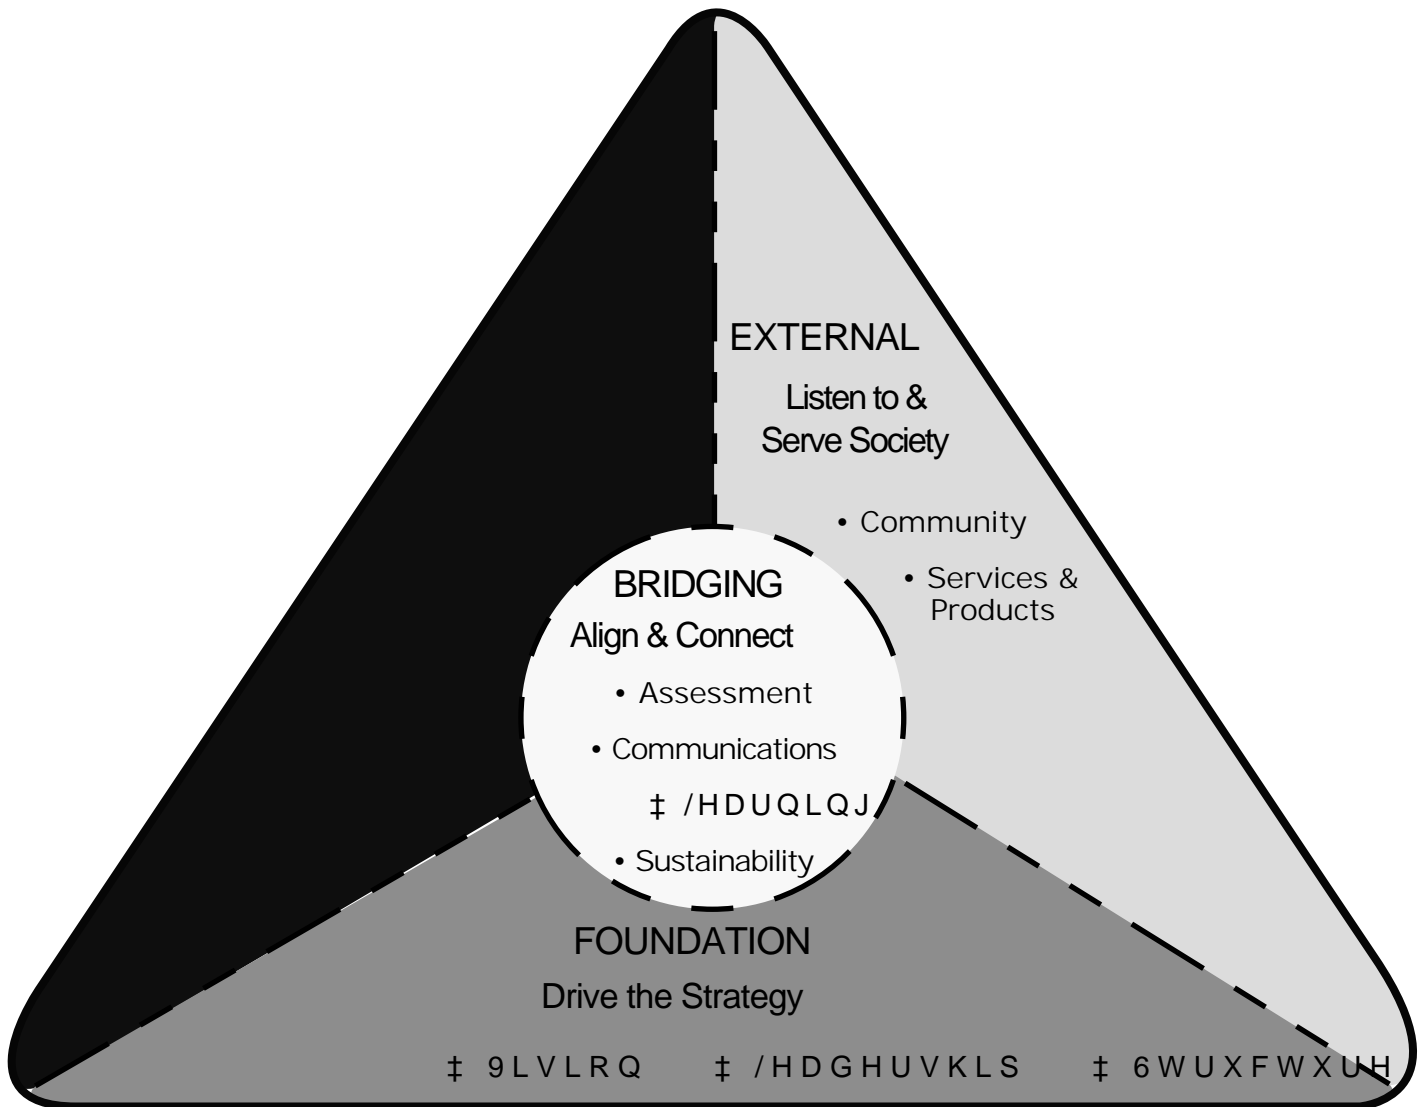 EXTERNAL
Listen to &
Serve Society
• Community
• Services &
Products
BRIDGING
Align & Connect
• Assessment
• Communications
‡ /HDUQLQJ
• Sustainability
FOUNDATION
Drive the Strategy
‡ 9LVLRQ ‡ /HDGHUVKLS ‡ 6WUXFWXUH